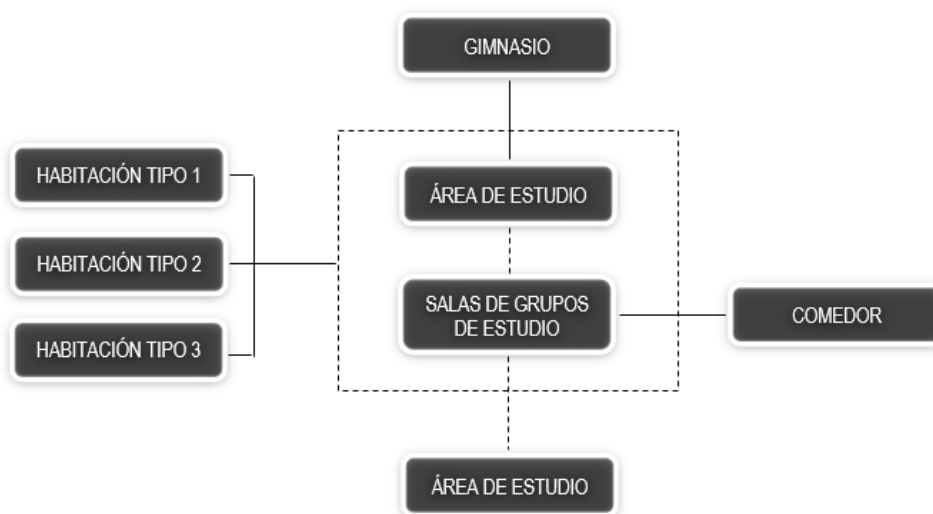 GIMNASIO
HABITACIÓN TIPO 1
ÁREA DE ESTUDIO
HABITACIÓN TIPO 2
SALAS DE GRUPOS
DE ESTUDIO
COMEDOR
HABITACIÓN TIPO 3
ÁREA DE ESTUDIO